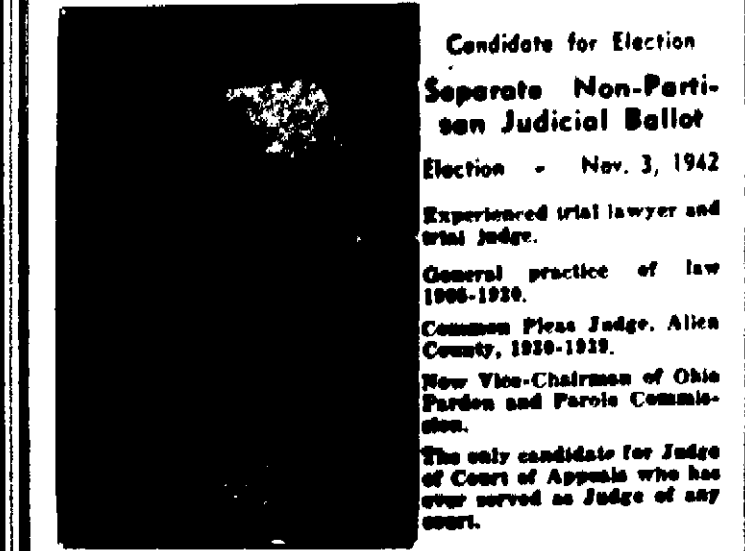 Candidate for Election
Separate Non-Parti-
san Judicial Ballot
Election - Nov. 3, 1942
Experienced trial lawyer and
trial judge.
General practice of law
1906-1930.
Common Pleas Judge, Allen
County, 1930-1939.
Now Vice-Chairman of Ohio
Pardon and Parole Commis-
sion.
The only candidate for Judge
of Court of Appeals who has
ever served as Judge of any
court.